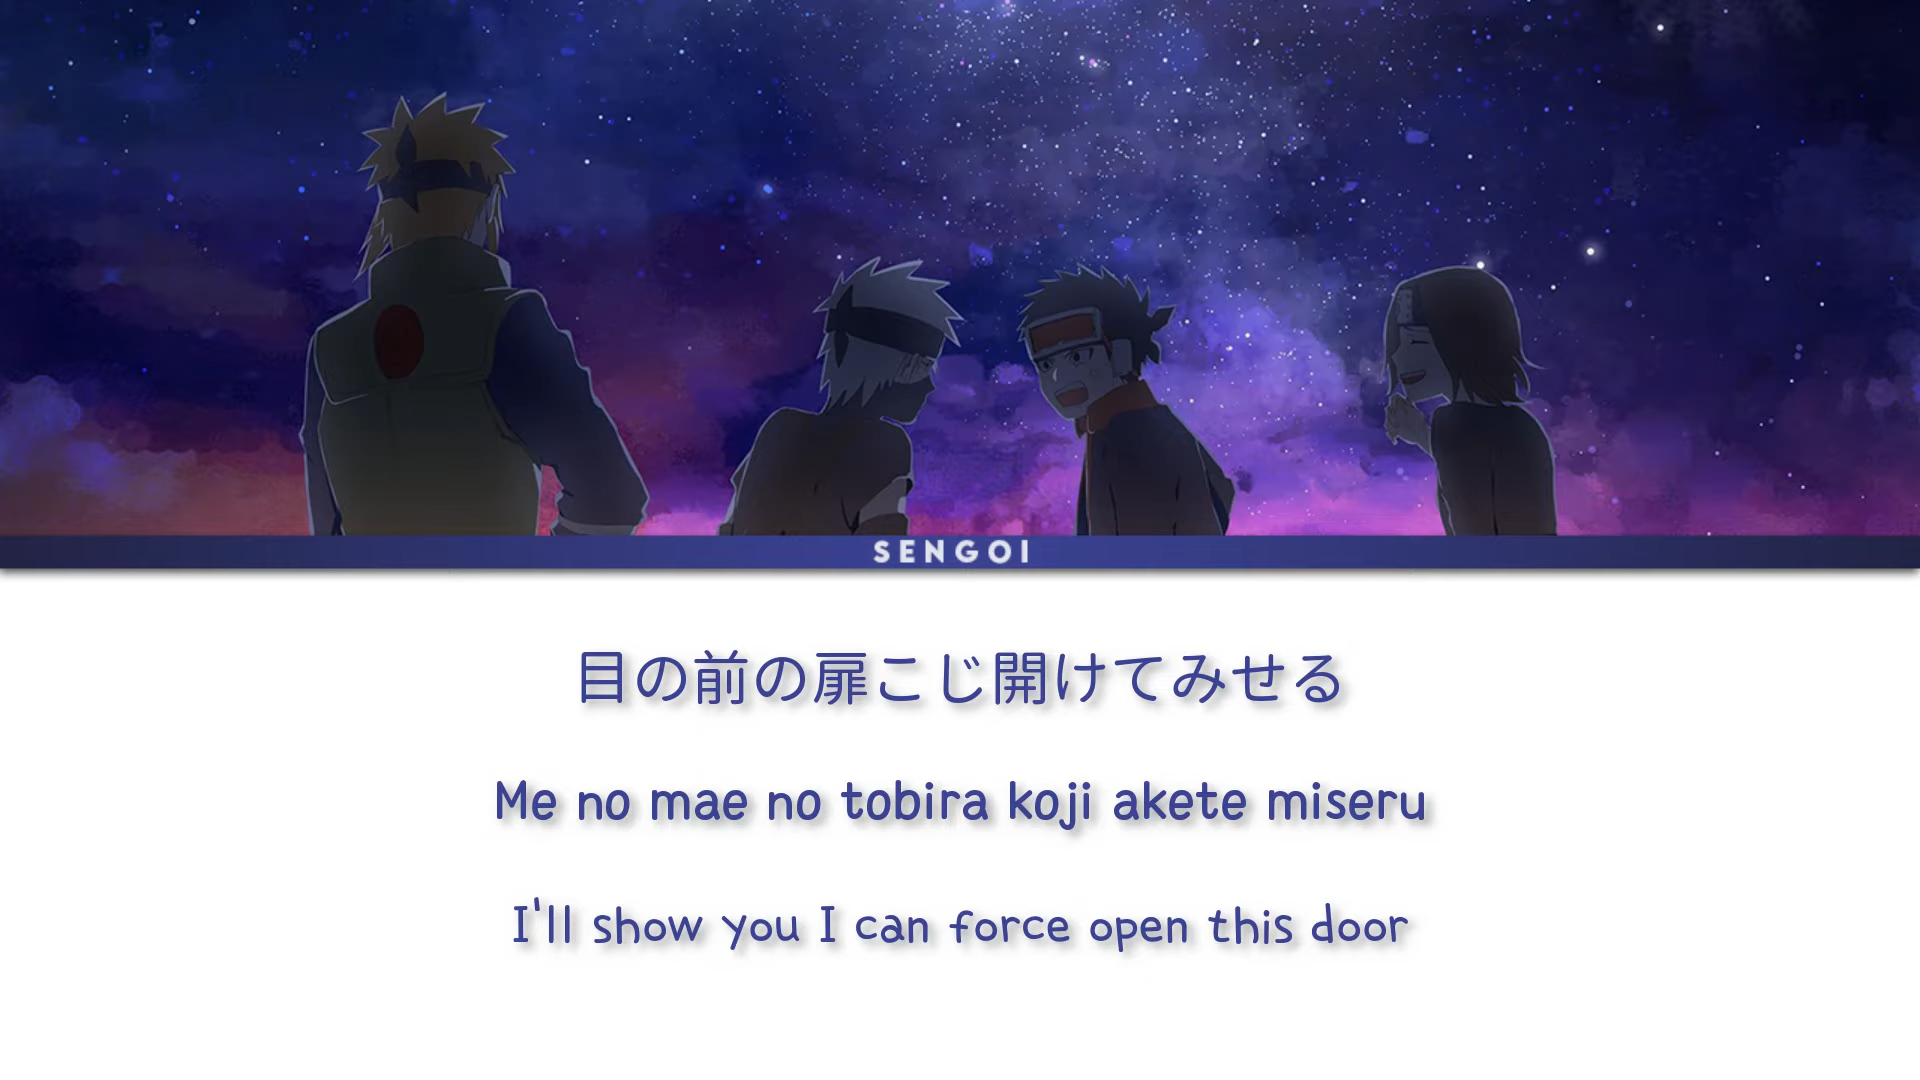 SENGOI
目の前の扉こじ開けてみせる
Me no mae no tobira koji akete miseru
I'll show you I can force open this door